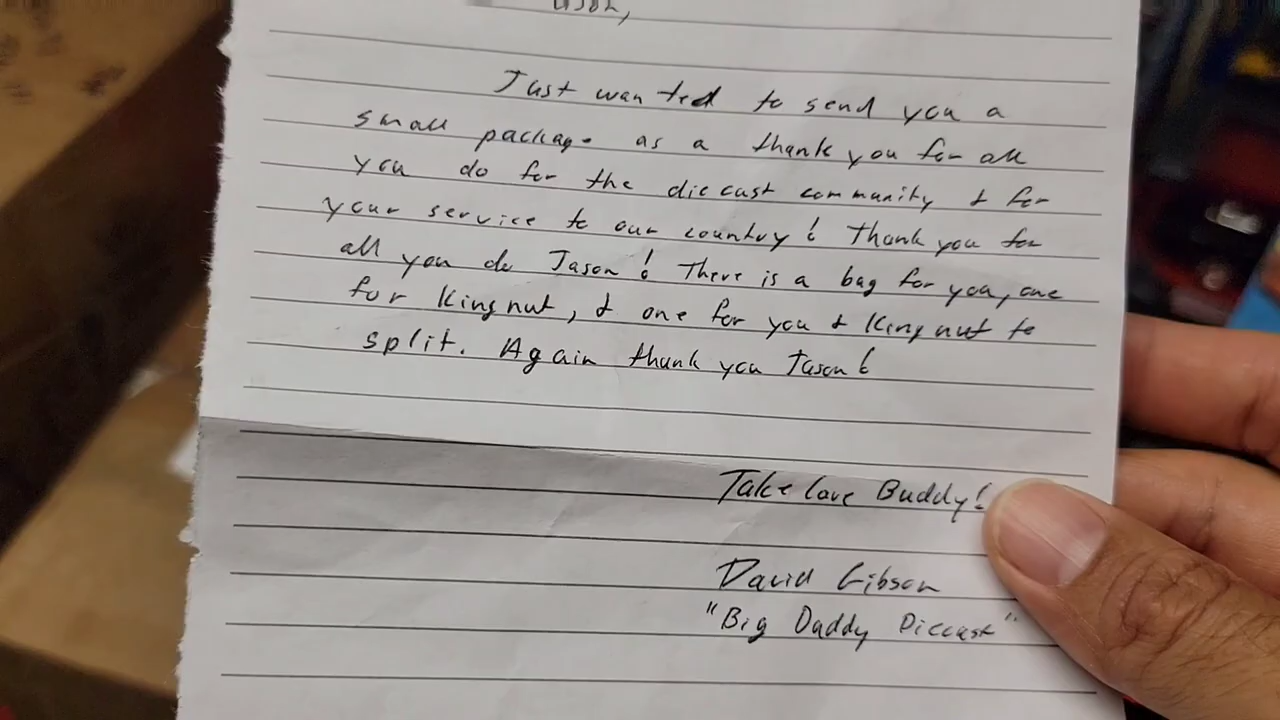 Just wanted to send you a
small package as a thank you for all
you do for the diecast community & for
your service to our country! Thank you for
all you do Jason! There is a bag for you, one
for Kingnut, & one for you & Kingnut to
split. Again thank you Jason!
Take care Buddy!
David Gibson
"Big Daddy Diecast"